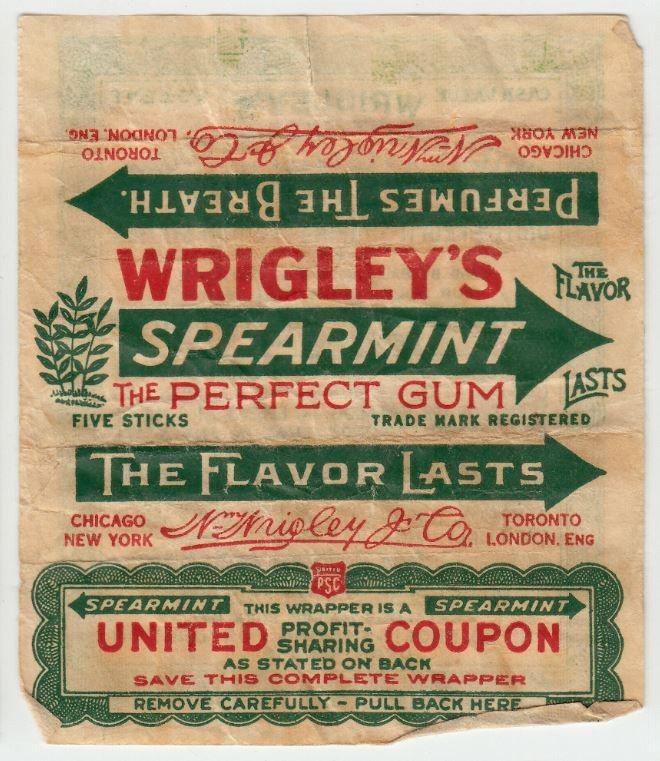 CASH VALUE
WRIGLEY'S
CHICAGO
NEW YORK
Wm Wrigley Jr Co.
TORONTO
LONDON, ENG.
PERFUMES THE BREATH.
WRIGLEY'S
THE FLAVOR
SPEARMINT
LASTS
THE PERFECT GUM
FIVE STICKS
TRADE MARK REGISTERED
THE FLAVOR LASTS
CHICAGO
NEW YORK
Wm Wrigley Jr Co.
TORONTO
LONDON, ENG
UNITED
PSC
SPEARMINT
THIS WRAPPER IS A
SPEARMINT
UNITED PROFIT-SHARING COUPON
AS STATED ON BACK
SAVE THIS COMPLETE WRAPPER
REMOVE CAREFULLY - PULL BACK HERE